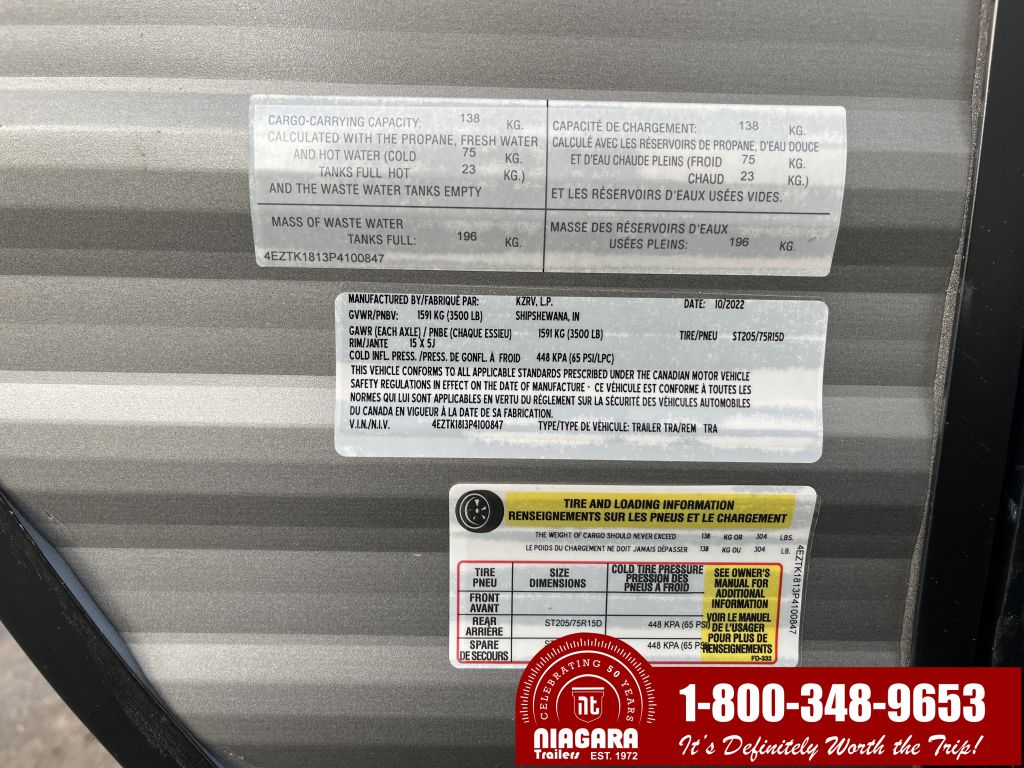 CARGO-CARRYING CAPACITY: 138 KG.
CALCULATED WITH THE PROPANE, FRESH WATER
AND HOT WATER (COLD 75 KG.
TANKS FULL HOT 23 KG.)
AND THE WASTE WATER TANKS EMPTY
MASS OF WASTE WATER
TANKS FULL: 196 KG.
4EZTK1813P4100847
CAPACITÉ DE CHARGEMENT: 138 KG.
CALCULÉ AVEC LES RÉSERVOIRS DE PROPANE, D'EAU DOUCE
ET D'EAU CHAUDE PLEINS (FROID 75 KG.
CHAUD 23 KG.)
ET LES RÉSERVOIRS D'EAUX USÉES VIDES.
MASSE DES RÉSERVOIRS D'EAUX
USÉES PLEINS: 196 KG.
MANUFACTURED BY/FABRIQUÉ PAR: KZRV, L.P. DATE: 10/2022
GVWR/PNBV: 1591 KG (3500 LB) SHIPSHEWANA, IN
GAWR (EACH AXLE) / PNBE (CHAQUE ESSIEU) 1591 KG (3500 LB) TIRE/PNEU ST205/75R15D
RIM/JANTE 15 X 5J
COLD INFL. PRESS. /PRESS. DE GONFL. À FROID 448 KPA (65 PSI/LPC)
THIS VEHICLE CONFORMS TO ALL APPLICABLE STANDARDS PRESCRIBED UNDER THE CANADIAN MOTOR VEHICLE
SAFETY REGULATIONS IN EFFECT ON THE DATE OF MANUFACTURE · CE VÉHICULE EST CONFORME À TOUTES LES
NORMES QUI LUI SONT APPLICABLES EN VERTU DU RÉGLEMENT SUR LA SÉCURITÉ DES VÉHICULES AUTOMOBILES
DU CANADA EN VIGUEUR À LA DATE DE SA FABRICATION.
V.I.N./N.I.V. 4EZTK1813P4100847 TYPE/TYPE DE VÉHICULE: TRAILER TRA/REM TRA
TIRE AND LOADING INFORMATION
RENSEIGNEMENTS SUR LES PNEUS ET LE CHARGEMENT
THE WEIGHT OF CARGO SHOULD NEVER EXCEED 138 KG OR 304 LBS.
LE POIDS DU CHARGEMENT NE DOIT JAMAIS DÉPASSER 138 KG OU 304 LB.
TIRE
PNEU
SIZE
DIMENSIONS
COLD TIRE PRESSURE
PRESSION DES
PNEUS À FROID
FRONT
AVANT
REAR
ARRIÈRE
ST205/75R15D
448 KPA (65 PSI)
SPARE
DE SECOURS
448 KPA (65
SEE OWNER'S
MANUAL FOR
ADDITIONAL
INFORMATION
VOIR LE MANUEL
DE L'USAGER
POUR PLUS DE
RENSEIGNEMENTS
FD-332
4EZTK1813P4100847
CELEBRATING 50 YEARS
nt
NIAGARA
Trailers EST. 1972
1-800-348-9653
It's Definitely Worth the Trip!